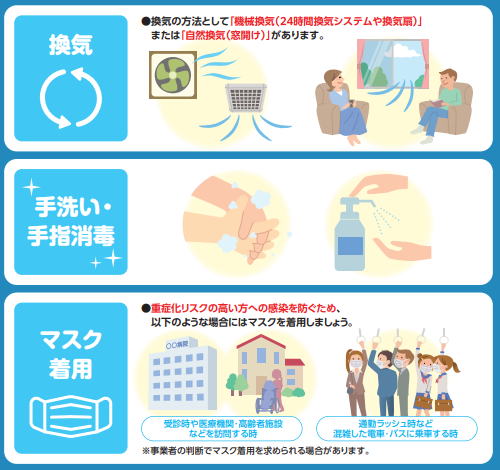 換気
●換気の方法として「機械換気（24時間換気システムや換気扇）」
または「自然換気（窓開け）」があります。
手洗い・
手指消毒
マスク
着用
●重症化リスクの高い方への感染を防ぐため、
以下のような場合にはマスクを着用しましょう。
○○病院
受診時や医療機関・高齢者施設
などを訪問する時
通勤ラッシュ時など
混雑した電車・バスに乗車する時
※事業者の判断でマスク着用を求められる場合があります。